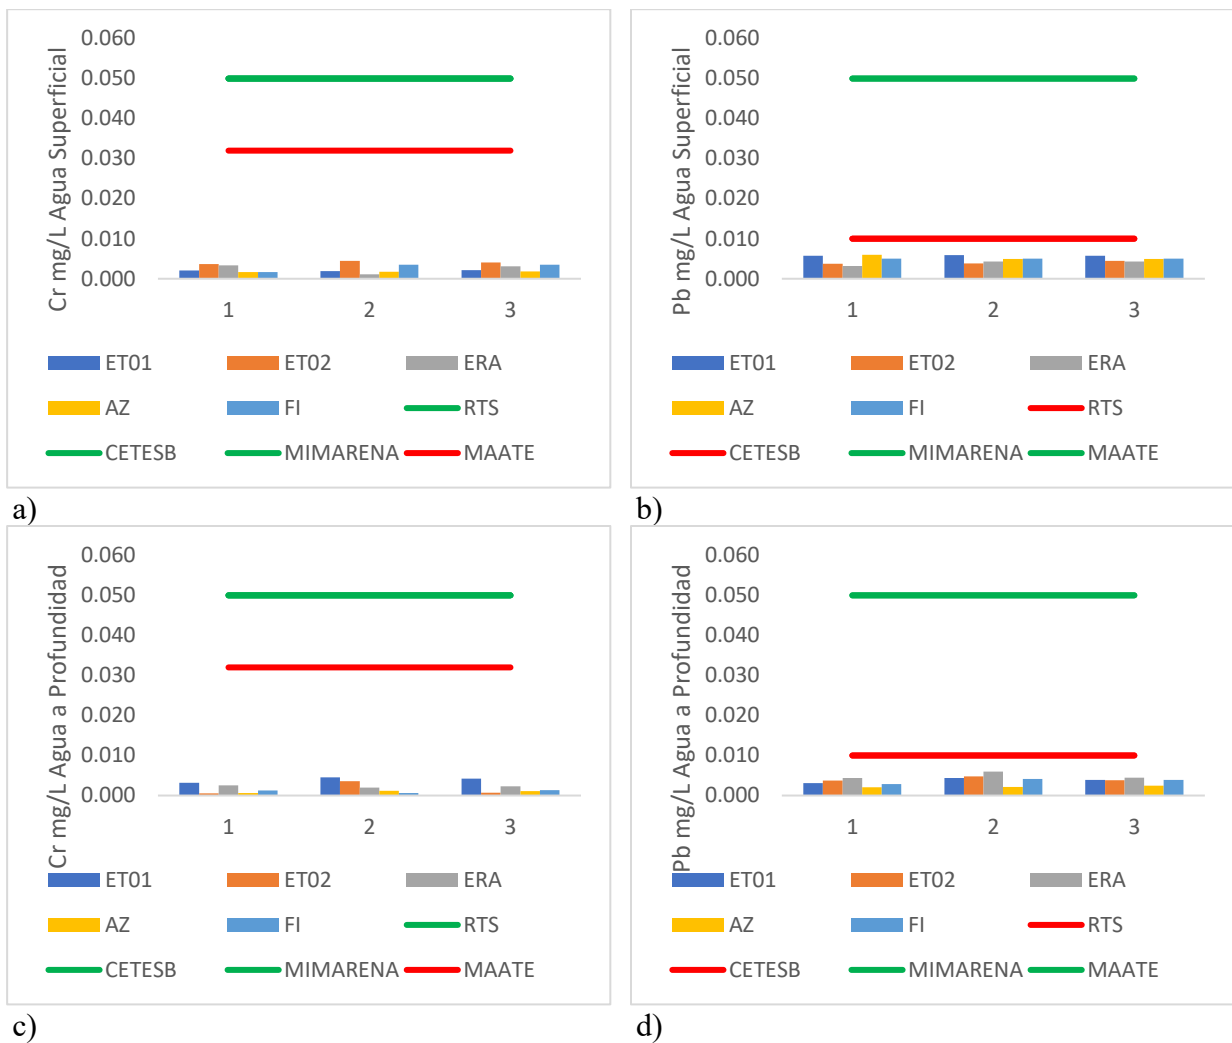 Cr mg/L Agua Superficial
0.060
0.050
0.040
0.030
0.020
0.010
0.000
1 2 3
ET01 ET02 ERA
AZ FI RTS
CETESB MIMARENA MAATE
a)
Pb mg/L Agua Superficial
0.060
0.050
0.040
0.030
0.020
0.010
0.000
1 2 3
ET01 ET02 ERA
AZ FI RTS
CETESB MIMARENA MAATE
b)
Cr mg/L Agua a Profundidad
0.060
0.050
0.040
0.030
0.020
0.010
0.000
1 2 3
ET01 ET02 ERA
AZ FI RTS
CETESB MIMARENA MAATE
c)
Pb mg/L Agua a Profundidad
0.060
0.050
0.040
0.030
0.020
0.010
0.000
1 2 3
ET01 ET02 ERA
AZ FI RTS
CETESB MIMARENA MAATE
d)